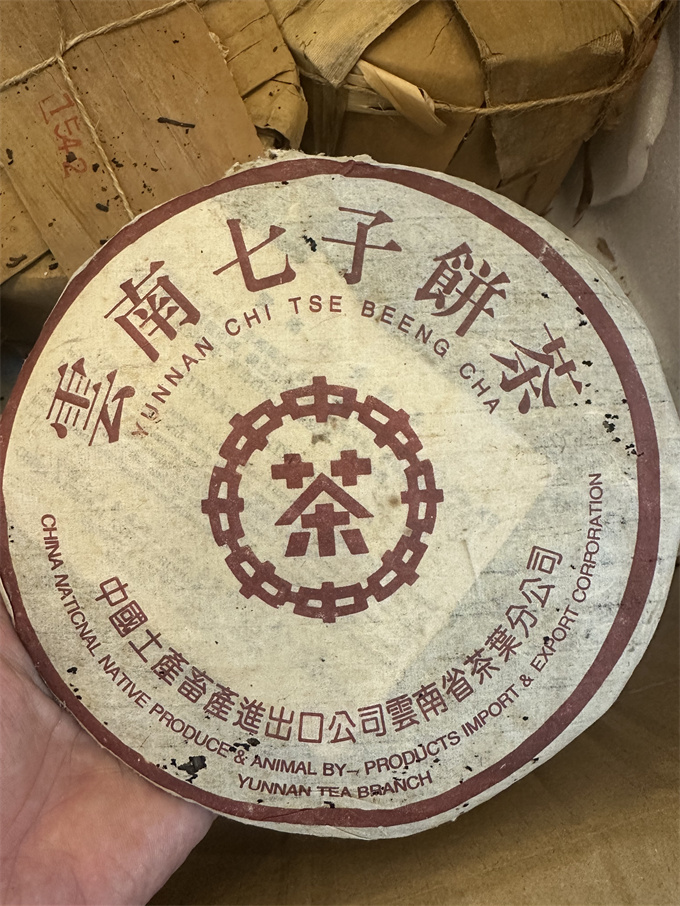 7542
雲南七子餅茶
YUNNAN CHI TSE BEENG CHA
茶
中國土產畜產進出口公司雲南省茶葉分公司
CHINA NATIONAL NATIVE PRODUCE & ANIMAL BY-PRODUCTS IMPORT & EXPORT CORPORATION
YUNNAN TEA BRANCH